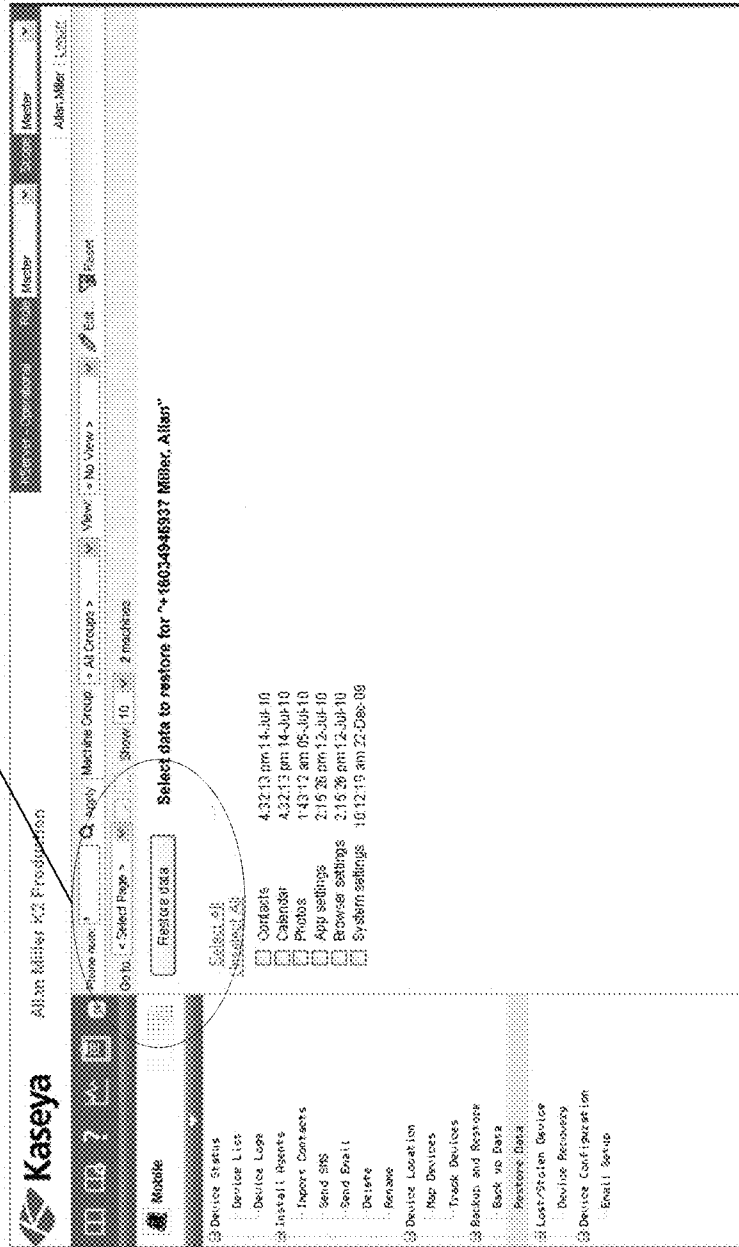 Kaseya
Allan Miller K2 Production
Master
Master
Allan Miller
Logoff
Apply
Machine Group:
< All Groups >
View:
< No View >
Edit...
Reset
Go to:
< Select Page >
Show
10
2 machines
Mobile
Restore data
Select data to restore for
Miller, Allan"
Select All
Unselect All
Contacts 4:32:13 pm 14-Jul-10
Calendar 4:32:13 pm 14-Jul-10
Photos 1:43:12 am 05-Jul-10
App settings 2:15:26 pm 12-Jul-10
Browser settings 2:15:26 pm 12-Jul-10
System settings 10:12:19 am 22-Dec-09
Device Status
Device List
Device Logs
Install Agents
Import Contacts
Send SMS
Send Email
Delete
Rename
Device Location
Map Devices
Track Devices
Backup and Restore
Back up Data
Restore Data
Lost/Stolen Device
Device Recovery
Device Configuration
Email Setup